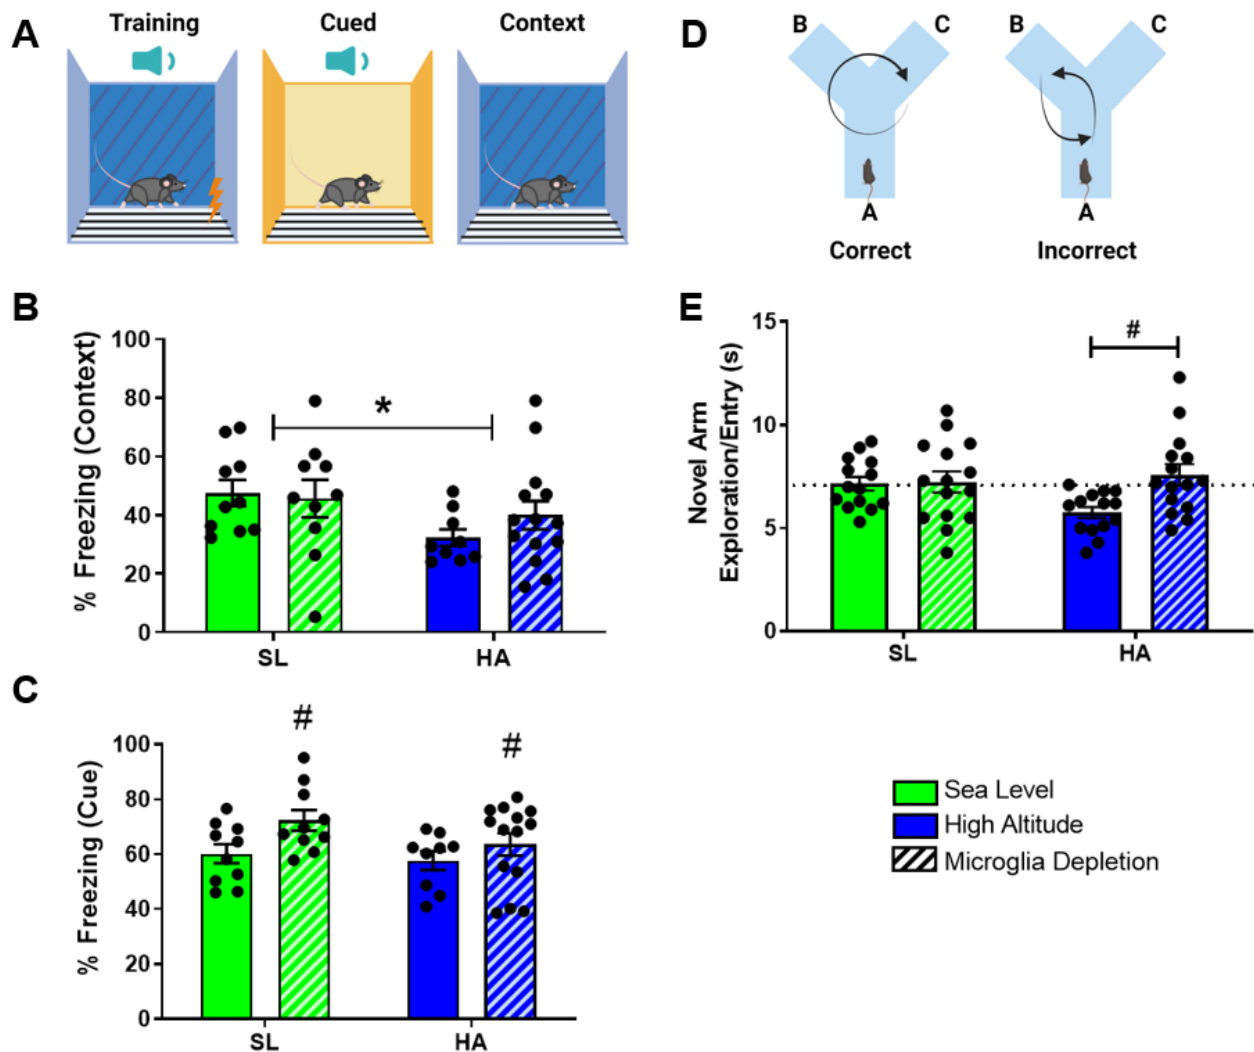 A
Training
Cued
Context
D
B
C
B
C
A
A
Correct
Incorrect
B
% Freezing (Context)
100
80
60
40
20
0
*
SL
HA
E
Novel Arm
Exploration/Entry (s)
15
10
5
0
#
SL
HA
C
% Freezing (Cue)
100
80
60
40
20
0
#
#
SL
HA
Sea Level
High Altitude
Microglia Depletion